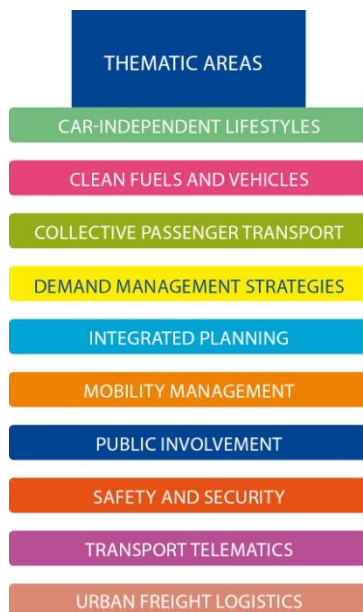 THEMATIC AREAS
CAR-INDEPENDENT LIFESTYLES
CLEAN FUELS AND VEHICLES
COLLECTIVE PASSENGER TRANSPORT
DEMAND MANAGEMENT STRATEGIES
INTEGRATED PLANNING
MOBILITY MANAGEMENT
PUBLIC INVOLVEMENT
SAFETY AND SECURITY
TRANSPORT TELEMATICS
URBAN FREIGHT LOGISTICS